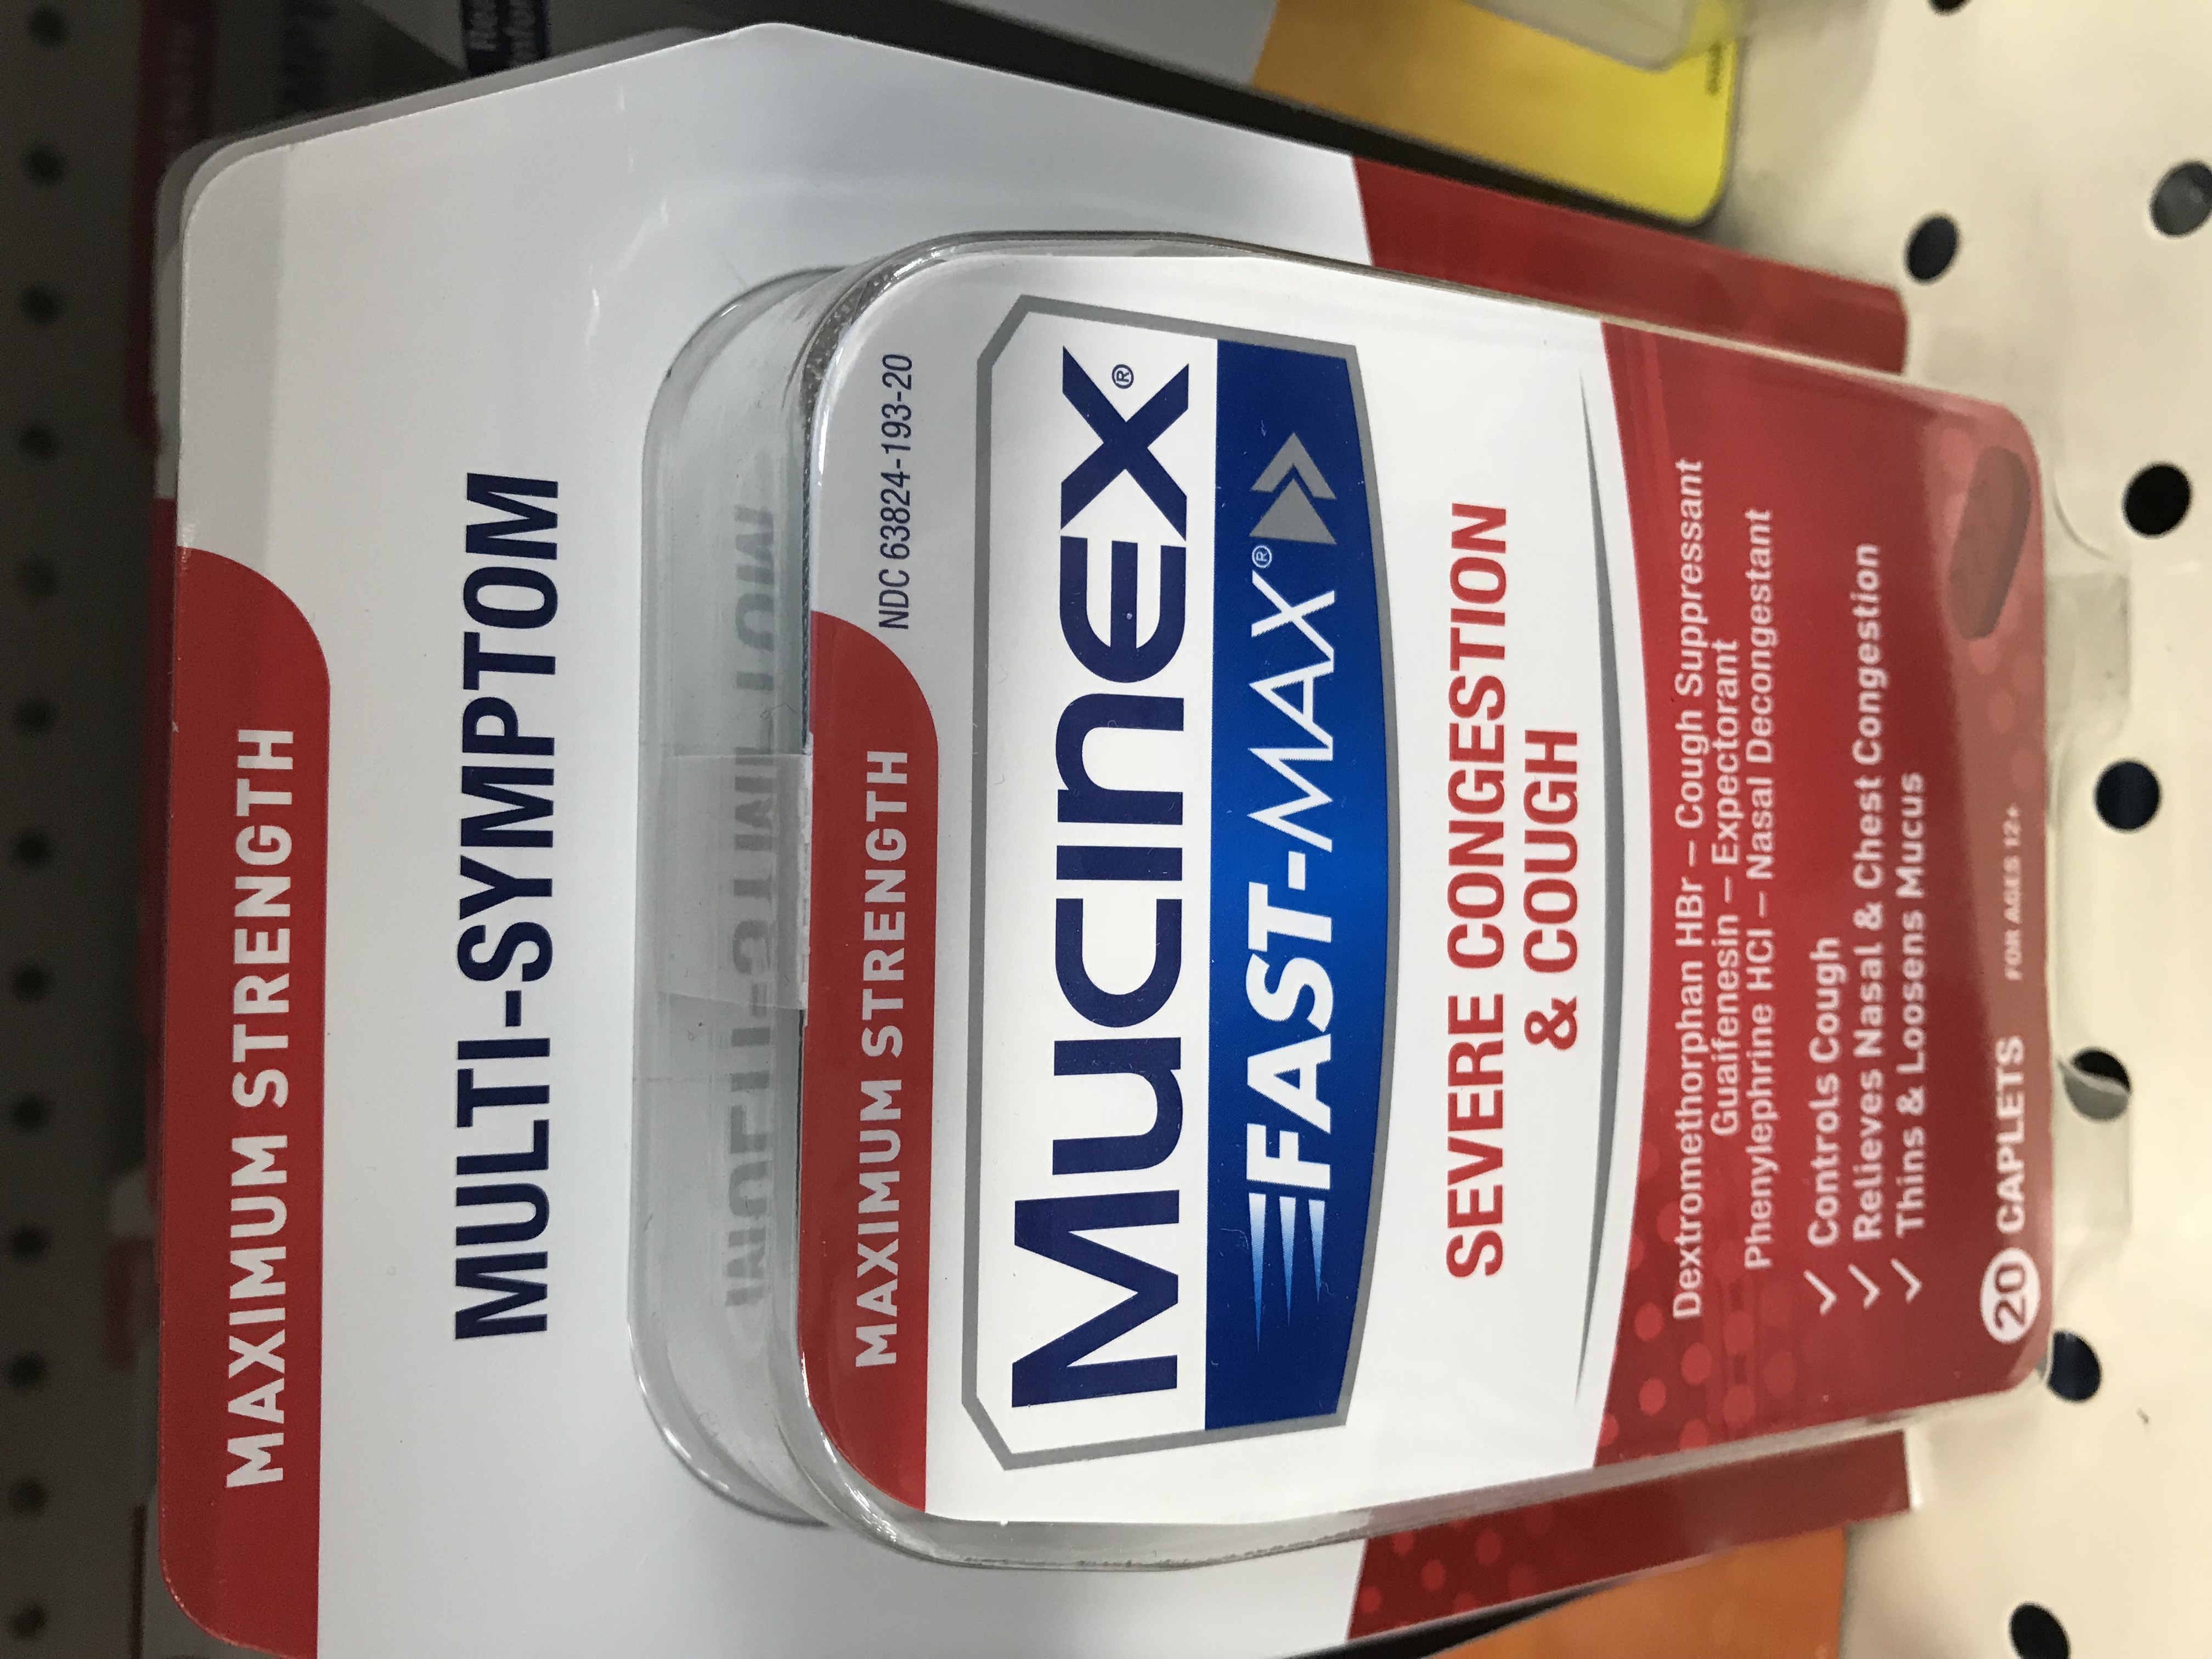 MAXIMUM STRENGTH
MULTI-SYMPTOM
MAXIMUM STRENGTH
NDC 63824-193-20
MUCINEX®
FAST-MAX®
SEVERE CONGESTION
& COUGH
Dextromethorphan HBr – Cough Suppressant
Guaifenesin – Expectorant
Phenylephrine HCl – Nasal Decongestant
✓ Controls Cough
✓ Relieves Nasal & Chest Congestion
✓ Thins & Loosens Mucus
20 CAPLETS FOR AGES 12+